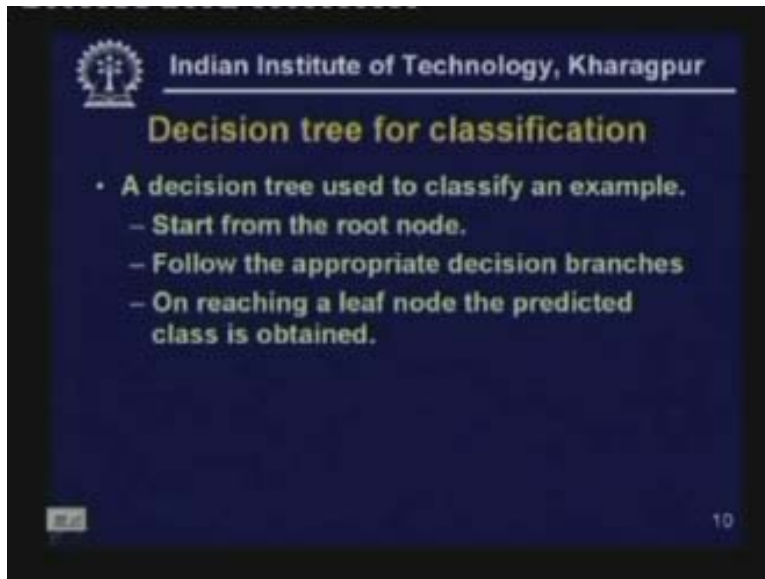 Indian Institute of Technology, Kharagpur
Decision tree for classification
• A decision tree used to classify an example.
– Start from the root node.
– Follow the appropriate decision branches
– On reaching a leaf node the predicted
class is obtained.
10